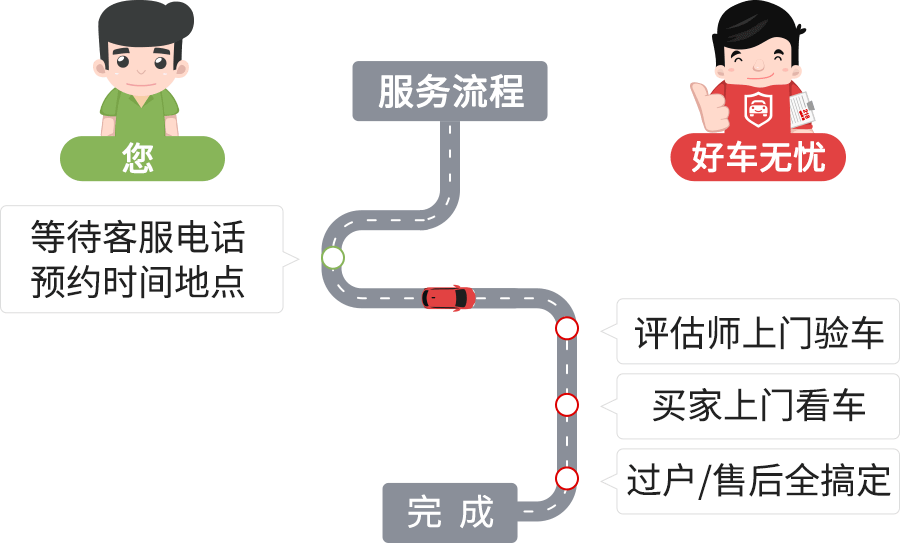 服务流程
您
好车无忧
等待客服电话
预约时间地点
评估师上门验车
买家上门看车
过户/售后全搞定
完 成